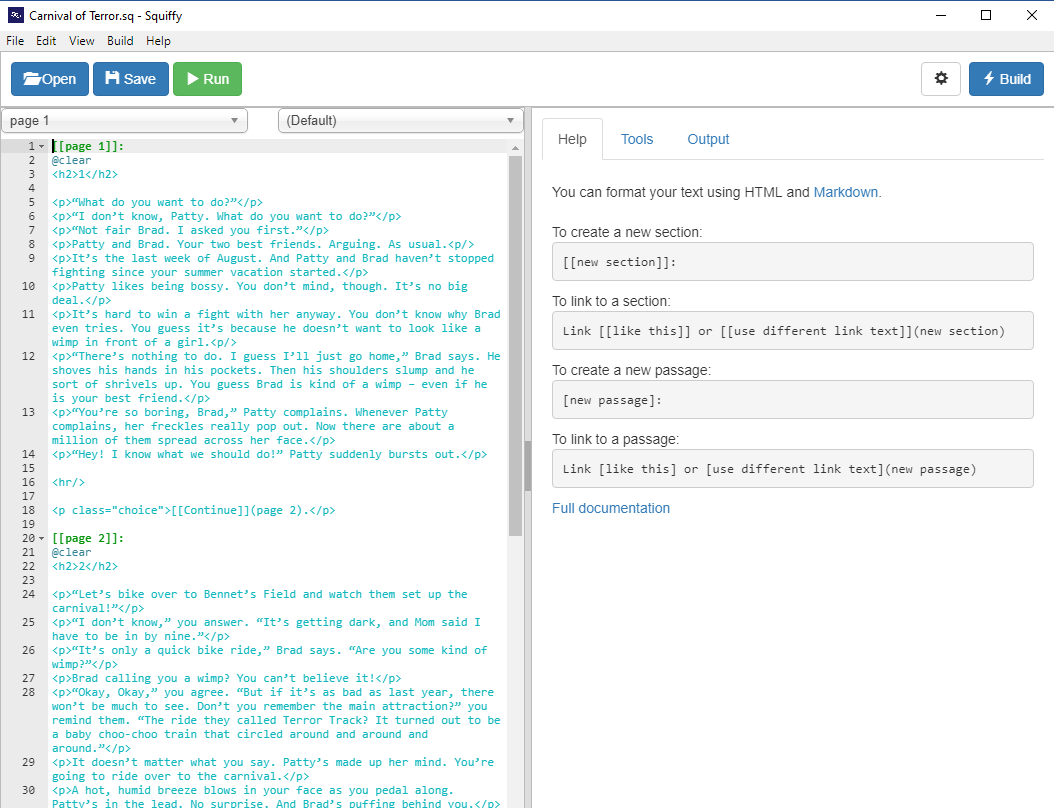 Carnival of Terror.sq - Squiffy
File Edit View Build Help
Open Save Run Build
page 1 (Default)
1 [[page 1]]:
2 @clear
3 <h2>1</h2>
4
5 <p>“What do you want to do?”</p>
6 <p>“I don’t know, Patty. What do you want to do?”</p>
7 <p>“Not fair Brad. I asked you first.”</p>
8 <p>Patty and Brad. Your two best friends. Arguing. As usual.<p/>
9 <p>It’s the last week of August. And Patty and Brad haven’t stopped
fighting since your summer vacation started.</p>
10 <p>Patty likes being bossy. You don’t mind, though. It’s no big
deal.</p>
11 <p>It’s hard to win a fight with her anyway. You don’t know why Brad
even tries. You guess it’s because he doesn’t want to look like a
wimp in front of a girl.<p/>
12 <p>“There’s nothing to do. I guess I’ll just go home,” Brad says. He
shoves his hands in his pockets. Then his shoulders slump and he
sort of shrivels up. You guess Brad is kind of a wimp – even if he
is your best friend.</p>
13 <p>“You’re so boring, Brad,” Patty complains. Whenever Patty
complains, her freckles really pop out. Now there are about a
million of them spread across her face.</p>
14 <p>“Hey! I know what we should do!” Patty suddenly bursts out.</p>
15
16 <hr/>
17
18 <p class="choice">[[Continue]](page 2).</p>
19
20 [[page 2]]:
21 @clear
22 <h2>2</h2>
23
24 <p>“Let’s bike over to Bennet’s Field and watch them set up the
carnival!”</p>
25 <p>“I don’t know,” you answer. “It’s getting dark, and Mom said I
have to be in by nine.”</p>
26 <p>“It’s only a quick bike ride,” Brad says. “Are you some kind of
wimp?”</p>
27 <p>Brad calling you a wimp? You can’t believe it!</p>
28 <p>“Okay, Okay,” you agree. “But if it’s as bad as last year, there
won’t be much to see. Don’t you remember the main attraction?” you
remind them. “The ride they called Terror Track? It turned out to be
a baby choo-choo train that circled around and around and
around.”</p>
29 <p>It doesn’t matter what you say. Patty’s made up her mind. You’re
going to ride over to the carnival.</p>
30 <p>A hot, humid breeze blows in your face as you pedal along.
Patty’s in the lead. No surprise. And Brad’s puffing behind you.</p>
Help Tools Output
You can format your text using HTML and Markdown.
To create a new section:
[[new section]]:
To link to a section:
Link [[like this]] or [[use different link text]](new section)
To create a new passage:
[new passage]:
To link to a passage:
Link [like this] or [use different link text](new passage)
Full documentation